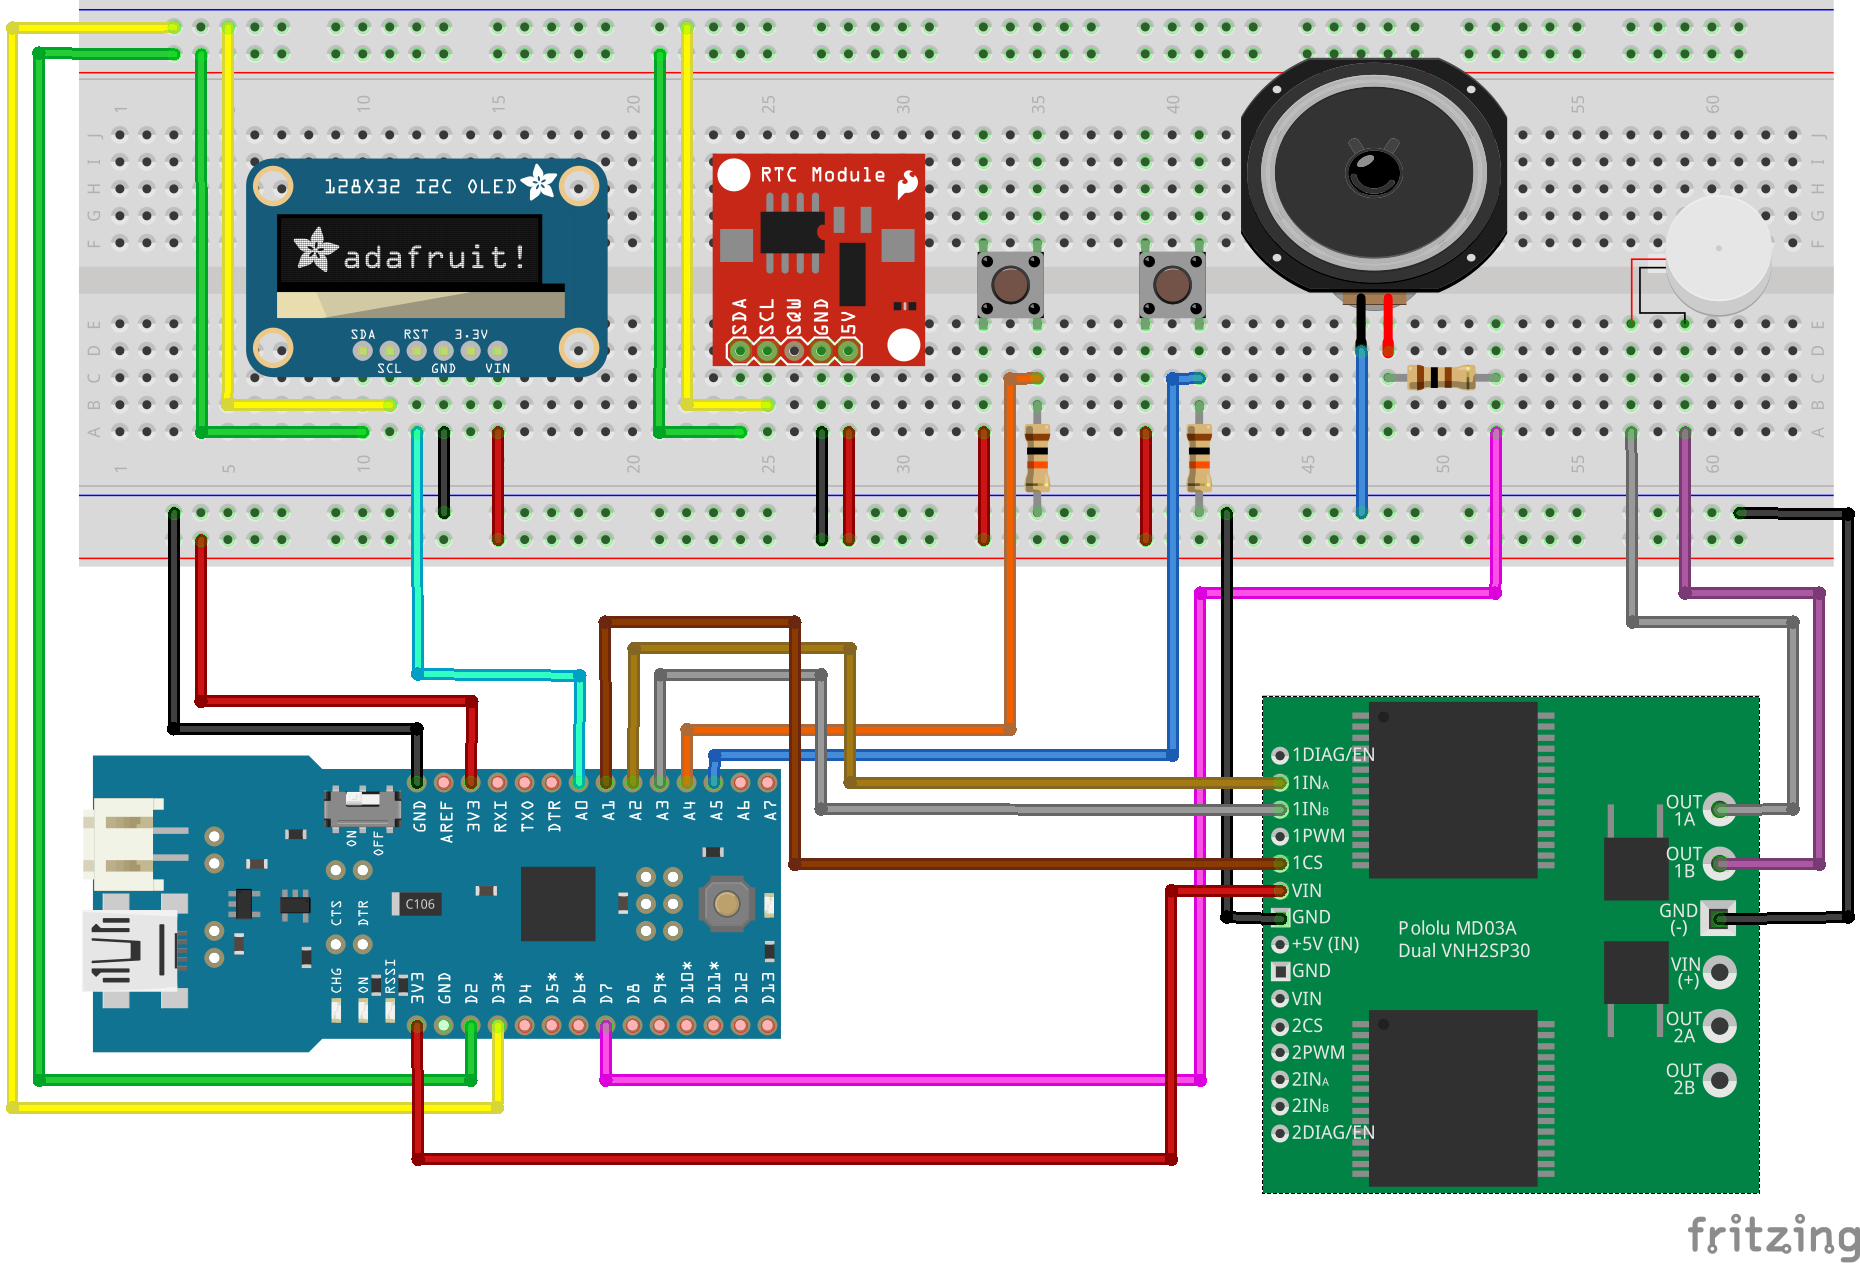 1 5 10 15 20 25 30 35 40 55 60
J J
I I
H H
G G
F F
128X32 I2C OLED
adafruit!
SDA RST 3.3V
SCL GND VIN
RTC Module
SDA SCL SQW GND 5V
E E
D D
C C
B B
A A
1 5 10 15 20 25 30 35 45 50 55 60
GND AREF 3V3 RXI TXO DTR A0 A1 A2 A3 A4 A5 A6 A7
ON OFF
C106
CTS DTR
CHG ON RSSI
3V3 GND D2 D3* D4 D5* D6* D7 D8 D9* D10* D11* D12 D13
1DIAG/EN
1INA
1INB
1PWM
1CS
VIN
GND
+5V (IN)
GND
VIN
2CS
2PWM
2INA
2INB
2DIAG/EN
Pololu MD03A
Dual VNH2SP30
OUT
1A
OUT
1B
GND
(-)
VIN
(+)
OUT
2A
OUT
2B
fritzing